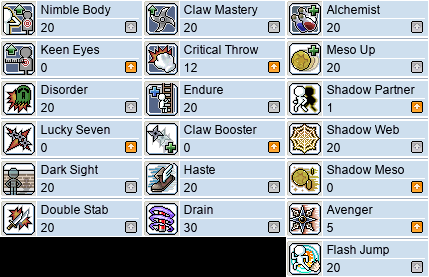 Nimble Body
20
Keen Eyes
0
Disorder
20
Lucky Seven
0
Dark Sight
20
Double Stab
20
Claw Mastery
20
Critical Throw
12
Endure
20
Claw Booster
0
Haste
20
Drain
30
Alchemist
20
Meso Up
20
Shadow Partner
1
Shadow Web
20
Shadow Meso
0
Avenger
5
Flash Jump
20